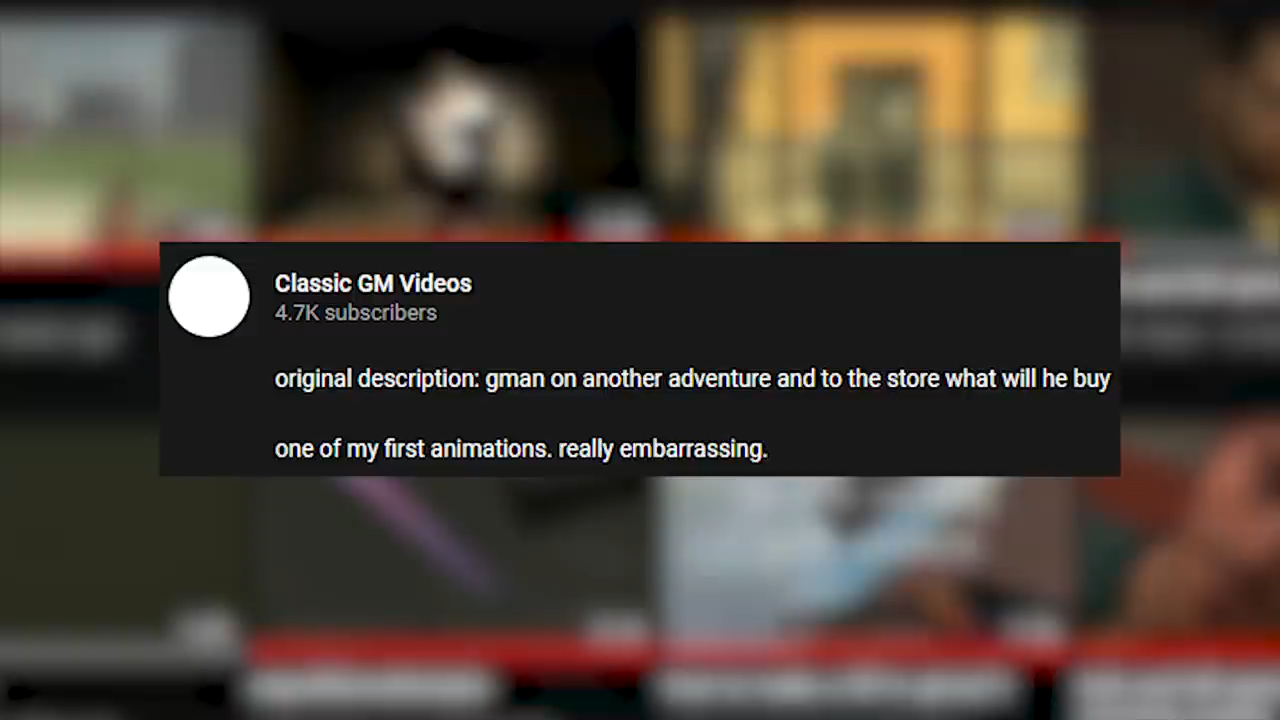 Classic GM Videos
4.7K subscribers
original description: gman on another adventure and to the store what will he buy
one of my first animations. really embarrassing.